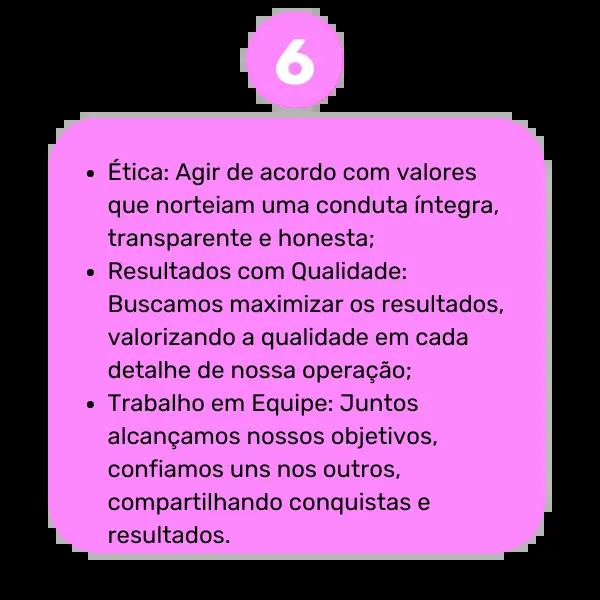 6
• Ética: Agir de acordo com valores
que norteiam uma conduta íntegra,
transparente e honesta;
• Resultados com Qualidade:
Buscamos maximizar os resultados,
valorizando a qualidade em cada
detalhe de nossa operação;
• Trabalho em Equipe: Juntos
alcançamos nossos objetivos,
confiamos uns nos outros,
compartilhando conquistas e
resultados.